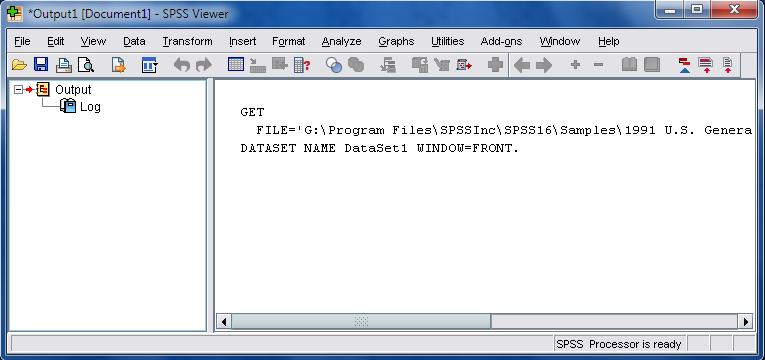 *Output1 [Document1] - SPSS Viewer
File Edit View Data Transform Insert Format Analyze Graphs Utilities Add-ons Window Help
Output
Log
GET
FILE='G:\Program Files\SPSSInc\SPSS16\Samples\1991 U.S. Genera
DATASET NAME DataSet1 WINDOW=FRONT.
SPSS Processor is ready